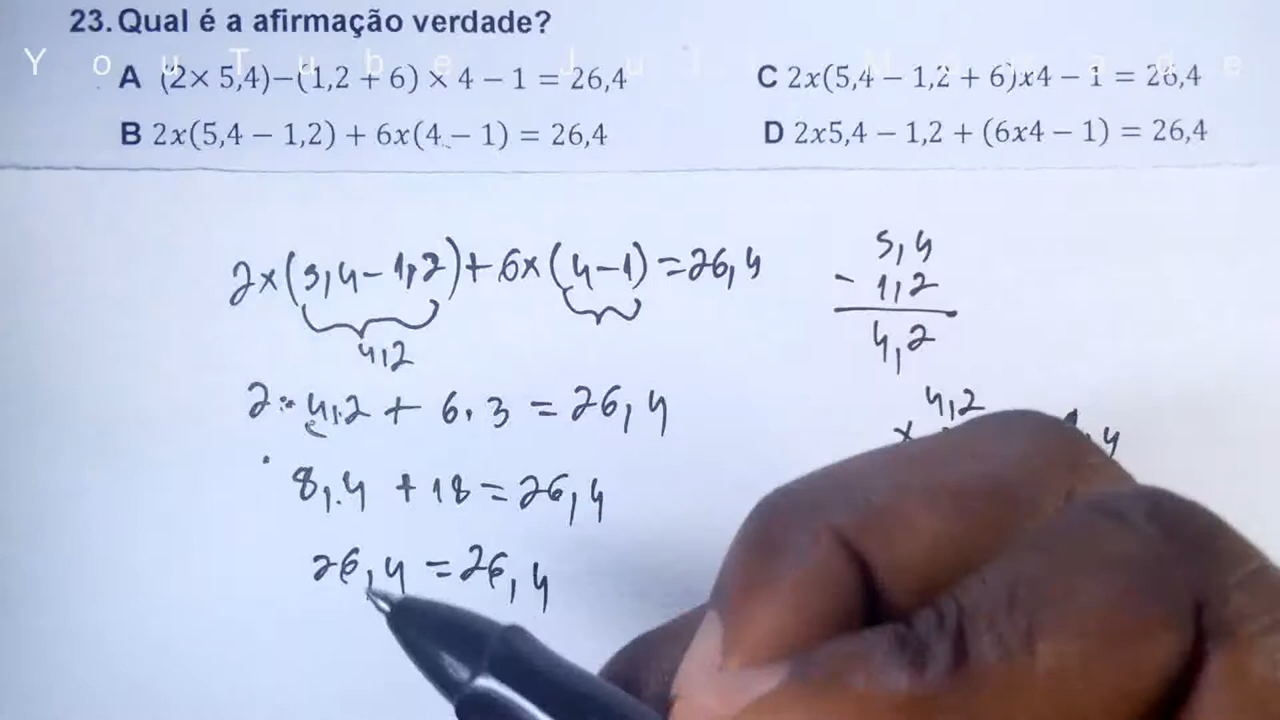 23. Qual é a afirmação verdade?
Y o u T u b e J u l
A (2× 5,4)−(1,2 + 6) × 4 − 1 = 26,4
C 2x(5,4 − 1,2 + 6)x4 − 1 = 26,4
B 2x(5,4 − 1,2) + 6x(4 − 1) = 26,4
D 2x5,4 − 1,2 + (6x4 − 1) = 26,4
2×(5,4−1,2)+6×(4−1)=26,4
4,2
5,4
− 1,2
4,2
2·4,2 + 6.3 = 26,4
4,2
×
8,4 + 18 = 26,4
26,4 = 26,4